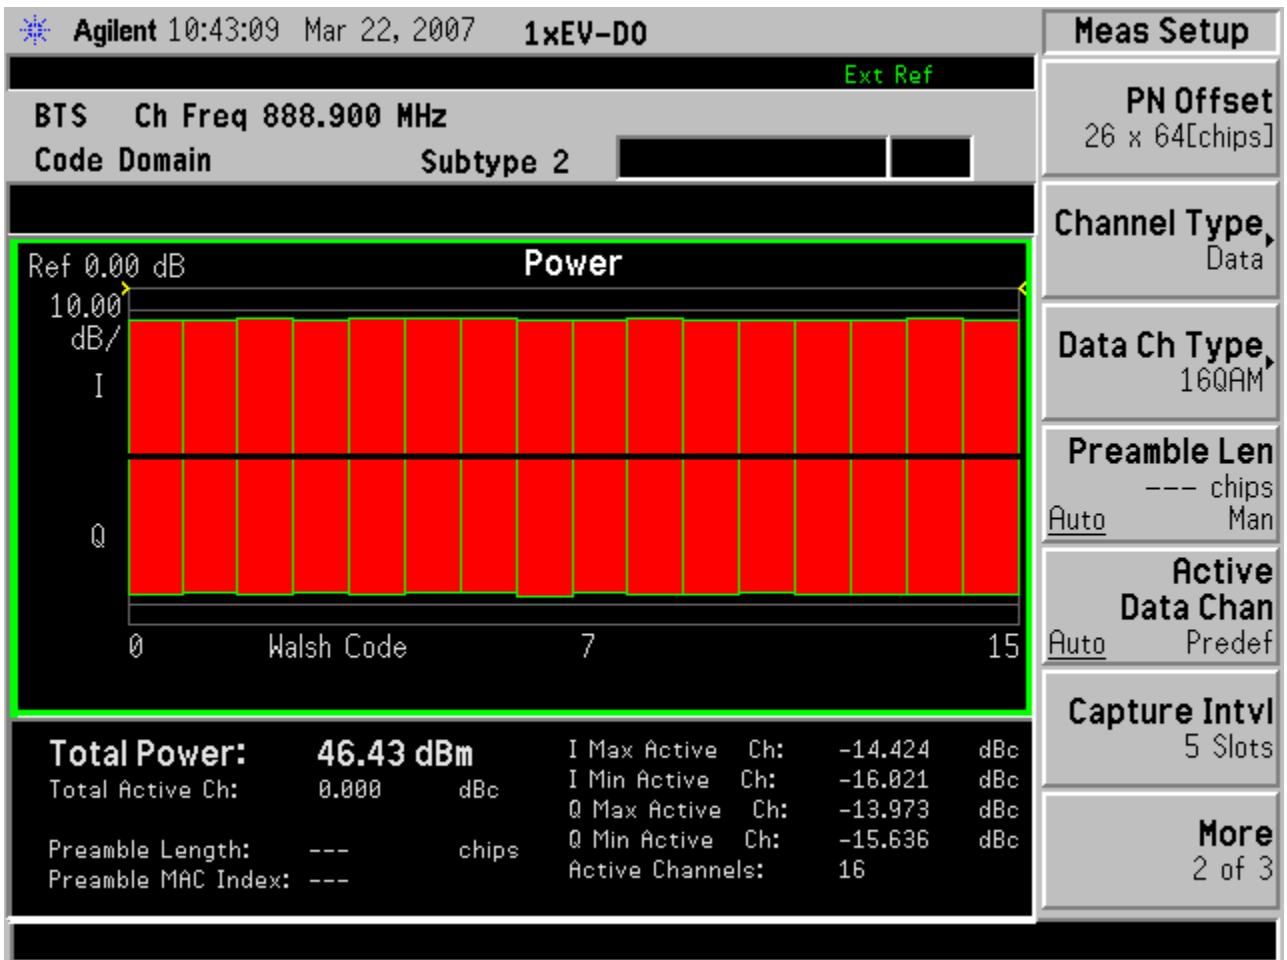 Agilent 10:43:09 Mar 22, 2007 1xEV-DO
Ext Ref
BTS Ch Freq 888.900 MHz
Code Domain Subtype 2
Ref 0.00 dB Power
10.00
dB/
I
Q
0 Walsh Code 7 15
Total Power: 46.43 dBm
Total Active Ch: 0.000 dBc
Preamble Length: --- chips
Preamble MAC Index: ---
I Max Active Ch: -14.424 dBc
I Min Active Ch: -16.021 dBc
Q Max Active Ch: -13.973 dBc
Q Min Active Ch: -15.636 dBc
Active Channels: 16
Meas Setup
PN Offset
26 x 64[chips]
Channel Type
Data
Data Ch Type
16QAM
Preamble Len
--- chips
Auto Man
Active
Data Chan
Auto Predef
Capture Intvl
5 Slots
More
2 of 3